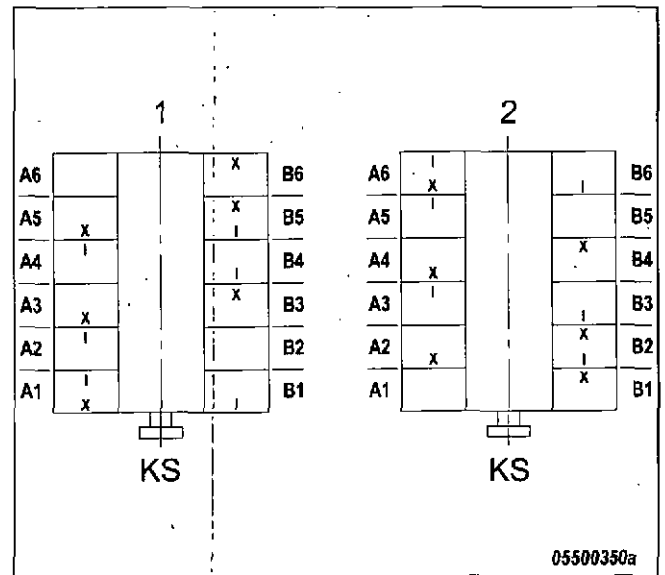 1 2
A6 X B6 A6 I X I B6
A5 X X I B5 A5 I B5
A4 I I B4 A4 X X B4
A3 X X B3 A3 I I B3
A2 I B2 A2 X X I B2
A1 I X I B1 A1 X B1
KS KS
05500350a